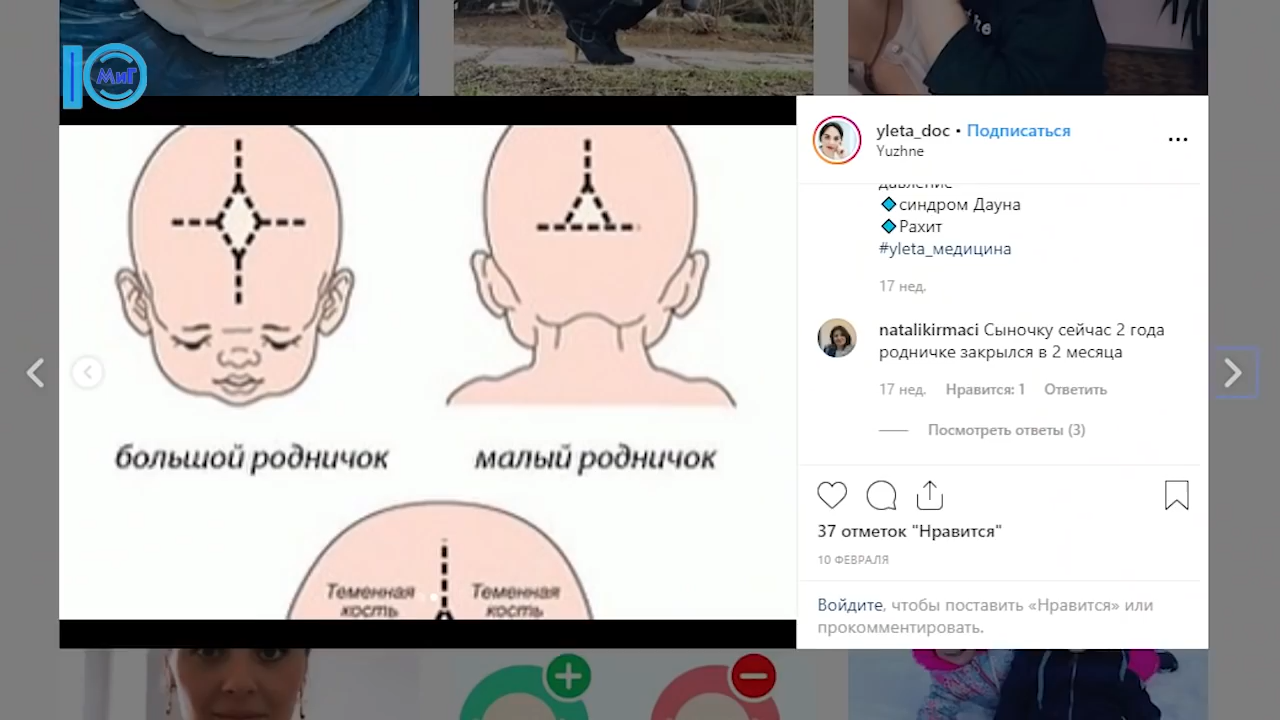 МиГ
yleta_doc • Подписаться
Yuzhne
давление
🔹синдром Дауна
🔹Рахит
#yleta_медицина
17 нед.
natalikirmaci Сыночку сейчас 2 года
родничке закрылся в 2 месяца
17 нед. Нравится: 1 Ответить
Посмотреть ответы (3)
37 отметок "Нравится"
10 ФЕВРАЛЯ
Войдите, чтобы поставить «Нравится» или
прокомментировать.
большой родничок
малый родничок
Теменная
кость
Теменная
кость